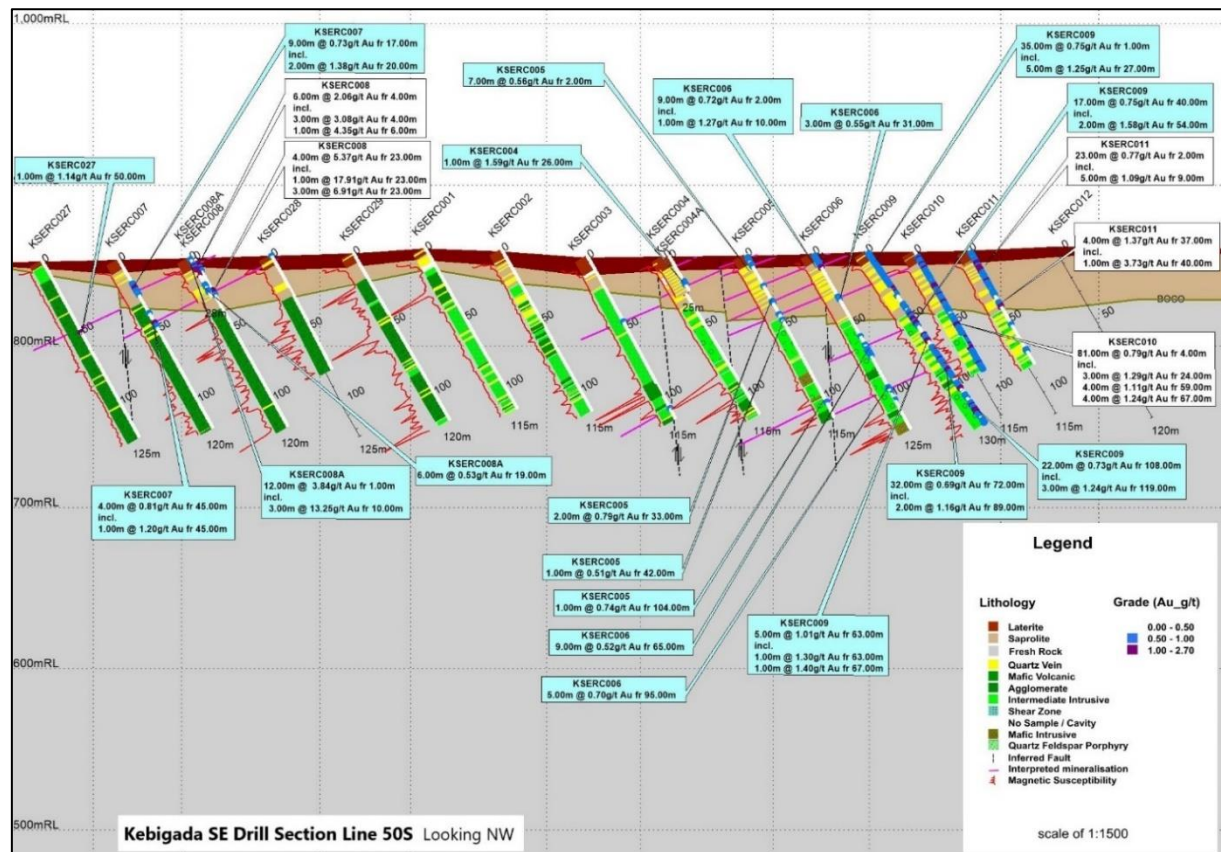 1,000mRL
900mRL
800mRL
700mRL
600mRL
500mRL
KSERC007
9.00m @ 0.73g/t Au fr 17.00m
incl.
2.00m @ 1.38g/t Au fr 20.00m
KSERC008
6.00m @ 2.06g/t Au fr 4.00m
incl.
3.00m @ 3.08g/t Au fr 4.00m
1.00m @ 4.35g/t Au fr 6.00m
KSERC008
4.00m @ 5.37g/t Au fr 23.00m
incl.
1.00m @ 17.91g/t Au fr 23.00m
3.00m @ 6.91g/t Au fr 23.00m
KSERC027
1.00m @ 1.14g/t Au fr 50.00m
KSERC005
7.00m @ 0.56g/t Au fr 2.00m
KSERC004
1.00m @ 1.59g/t Au fr 26.00m
KSERC006
9.00m @ 0.72g/t Au fr 2.00m
incl.
1.00m @ 1.27g/t Au fr 10.00m
KSERC006
3.00m @ 0.55g/t Au fr 31.00m
KSERC009
35.00m @ 0.75g/t Au fr 1.00m
incl.
5.00m @ 1.25g/t Au fr 27.00m
KSERC009
17.00m @ 0.75g/t Au fr 40.00m
incl.
2.00m @ 1.58g/t Au fr 54.00m
KSERC011
23.00m @ 0.77g/t Au fr 2.00m
incl.
5.00m @ 1.09g/t Au fr 9.00m
KSERC011
4.00m @ 1.37g/t Au fr 37.00m
incl.
1.00m @ 3.73g/t Au fr 40.00m
KSERC010
81.00m @ 0.79g/t Au fr 4.00m
incl.
3.00m @ 1.29g/t Au fr 24.00m
4.00m @ 1.11g/t Au fr 59.00m
4.00m @ 1.24g/t Au fr 67.00m
KSERC027
KSERC007
KSERC008A
KSERC008
KSERC028
KSERC029
KSERC001
KSERC002
KSERC003
KSERC004
KSERC004A
KSERC005
KSERC006
KSERC009
KSERC010
KSERC011
KSERC012
125m
120m
120m
125m
120m
115m
115m
115m
115m
115m
125m
130m
100
120m
KSERC007
4.00m @ 0.81g/t Au fr 45.00m
incl.
1.00m @ 1.20g/t Au fr 45.00m
KSERC008A
12.00m @ 3.84g/t Au fr 1.00m
incl.
3.00m @ 13.25g/t Au fr 10.00m
KSERC008A
6.00m @ 0.53g/t Au fr 19.00m
KSERC005
2.00m @ 0.79g/t Au fr 33.00m
KSERC005
1.00m @ 0.51g/t Au fr 42.00m
KSERC005
1.00m @ 0.74g/t Au fr 104.00m
KSERC006
9.00m @ 0.52g/t Au fr 65.00m
KSERC006
5.00m @ 0.70g/t Au fr 95.00m
KSERC009
5.00m @ 1.01g/t Au fr 63.00m
incl.
1.00m @ 1.30g/t Au fr 63.00m
1.00m @ 1.40g/t Au fr 67.00m
KSERC009
32.00m @ 0.69g/t Au fr 72.00m
incl.
2.00m @ 1.16g/t Au fr 89.00m
KSERC009
22.00m @ 0.73g/t Au fr 108.00m
incl.
3.00m @ 1.24g/t Au fr 119.00m
Legend
Lithology
Laterite
Saprolite
Fresh Rock
Quartz Vein
Mafic Volcanic
Agglomerate
Intermediate Intrusive
Shear Zone
No Sample / Cavity
Mafic Intrusive
Quartz Feldspar Porphyry
Inferred Fault
Interpreted mineralisation
Magnetic Susceptibility
Grade (Au_g/t)
0.00 - 0.50
0.50 - 1.00
1.00 - 2.70
scale of 1:1500
Kebigada SE Drill Section Line 50S Looking NW